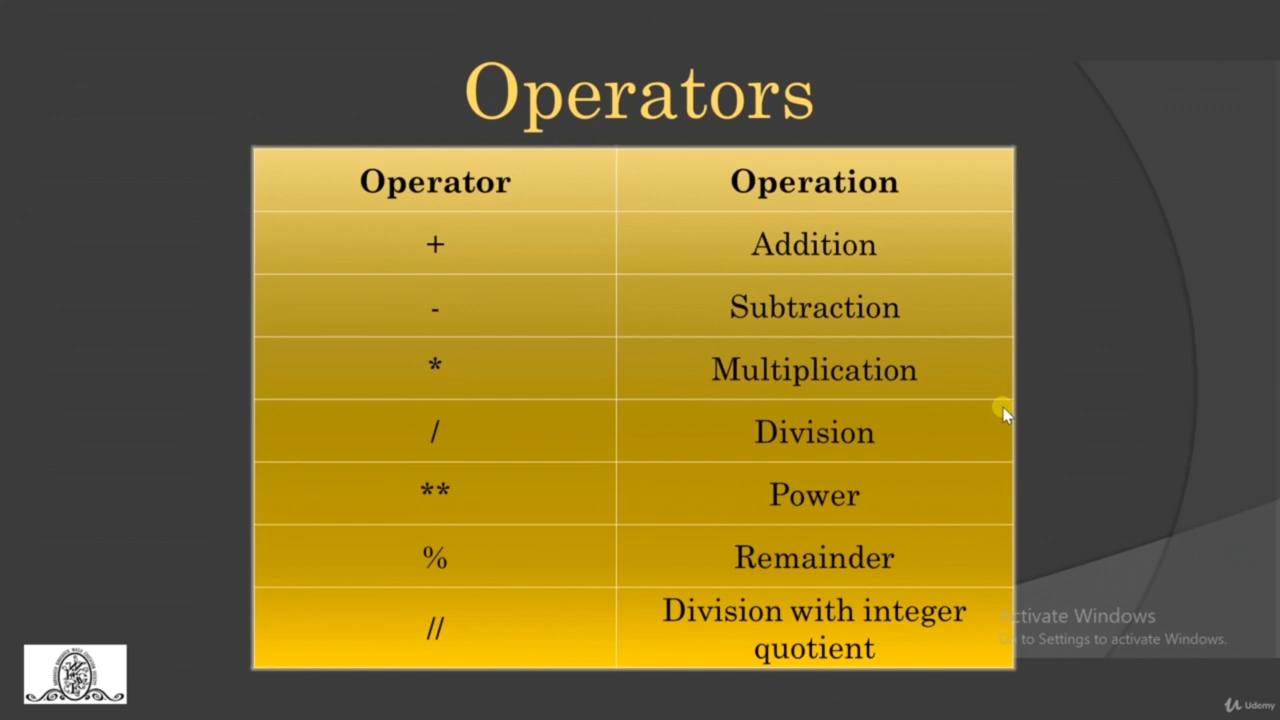 Operators
Operator Operation
+ Addition
- Subtraction
* Multiplication
/ Division
** Power
% Remainder
// Division with integer
quotient
Activate Windows
Go to Settings to activate Windows.
Udemy